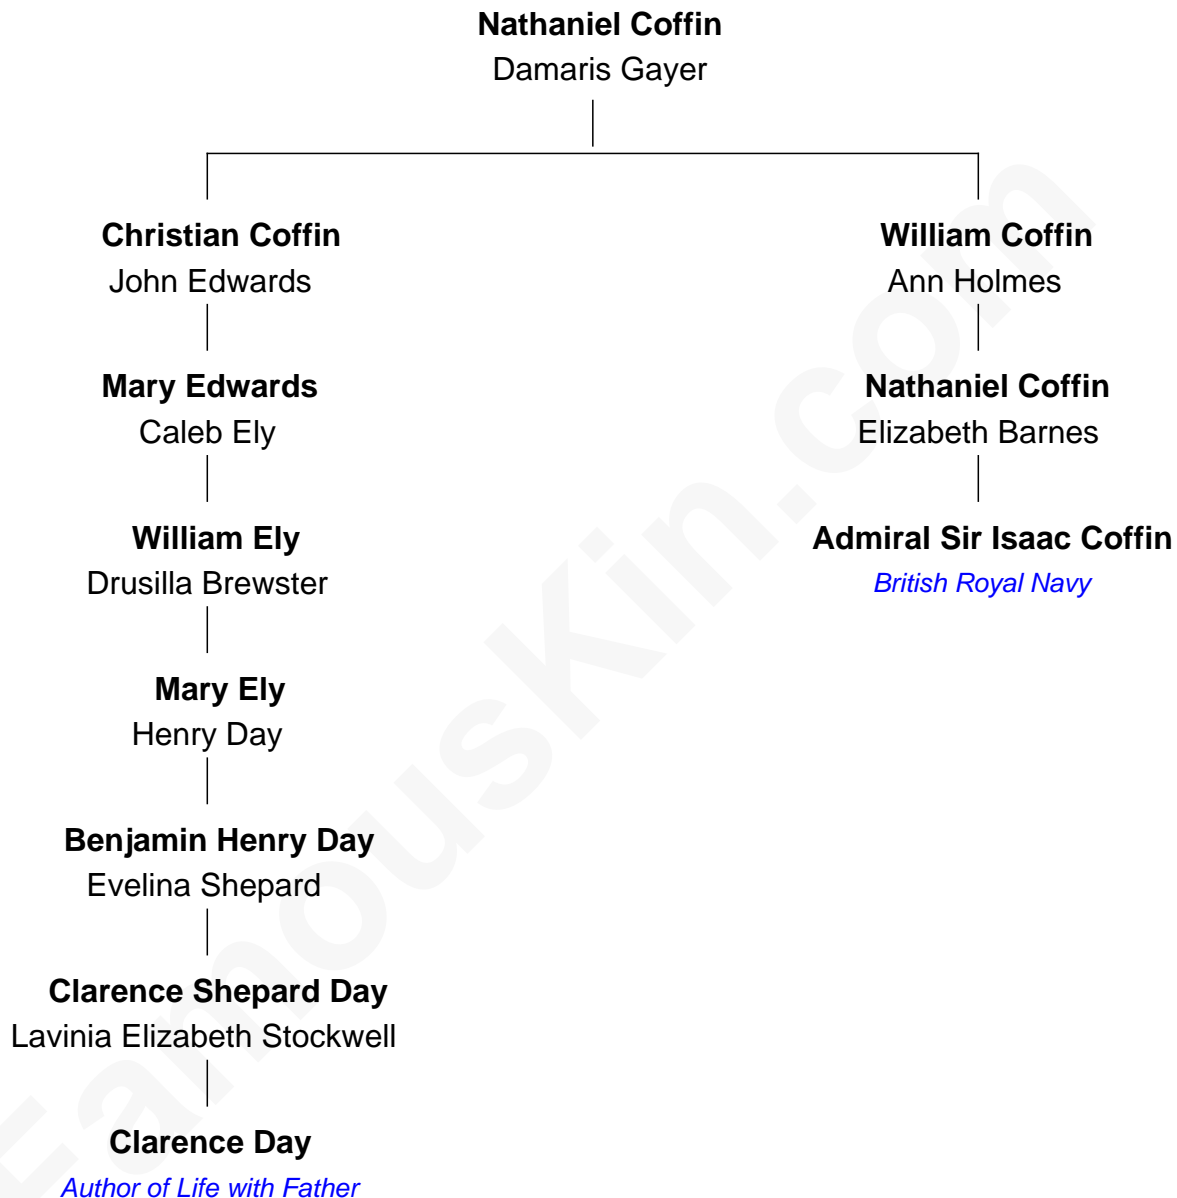 Nathaniel Coffin
Damaris Gayer
Christian Coffin
John Edwards
William Coffin
Ann Holmes
Mary Edwards
Caleb Ely
Nathaniel Coffin
Elizabeth Barnes
William Ely
Drusilla Brewster
Admiral Sir Isaac Coffin
British Royal Navy
Mary Ely
Henry Day
Benjamin Henry Day
Evelina Shepard
Clarence Shepard Day
Lavinia Elizabeth Stockwell
Clarence Day
Author of Life with Father
FamousKin.com